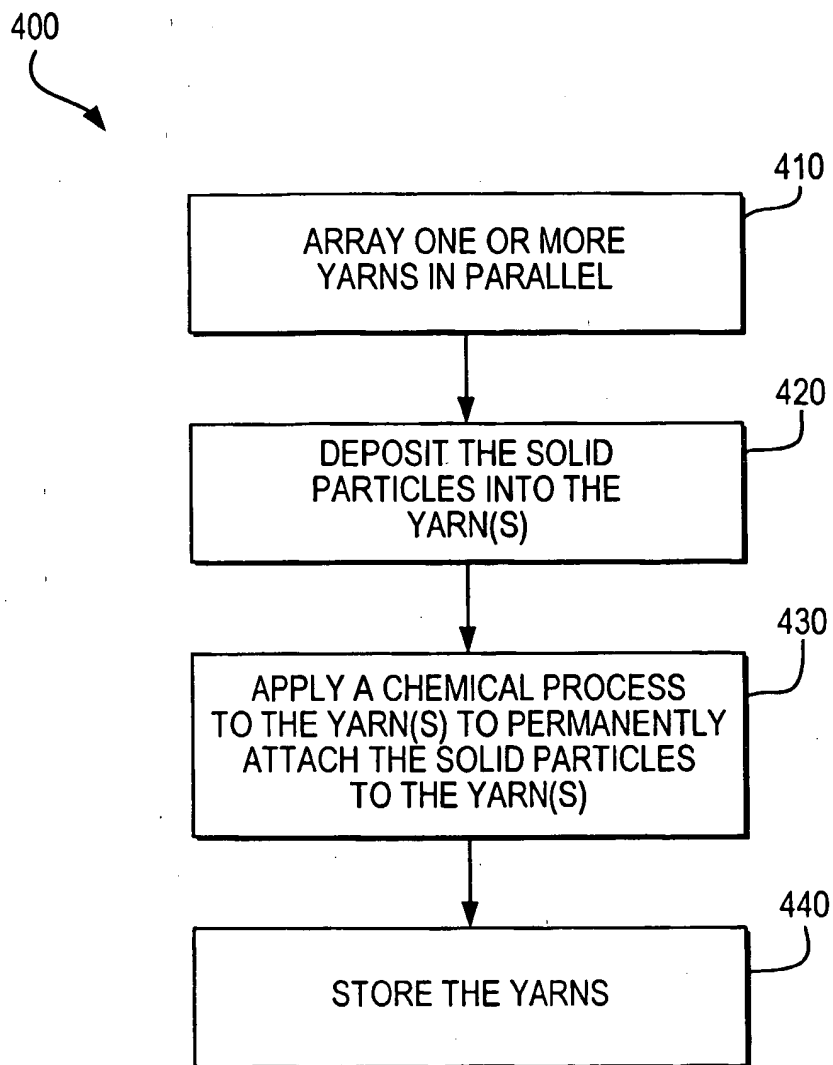 400
410
ARRAY ONE OR MORE
YARNS IN PARALLEL
420
DEPOSIT THE SOLID
PARTICLES INTO THE
YARN(S)
430
APPLY A CHEMICAL PROCESS
TO THE YARN(S) TO PERMANENTLY
ATTACH THE SOLID PARTICLES
TO THE YARN(S)
440
STORE THE YARNS